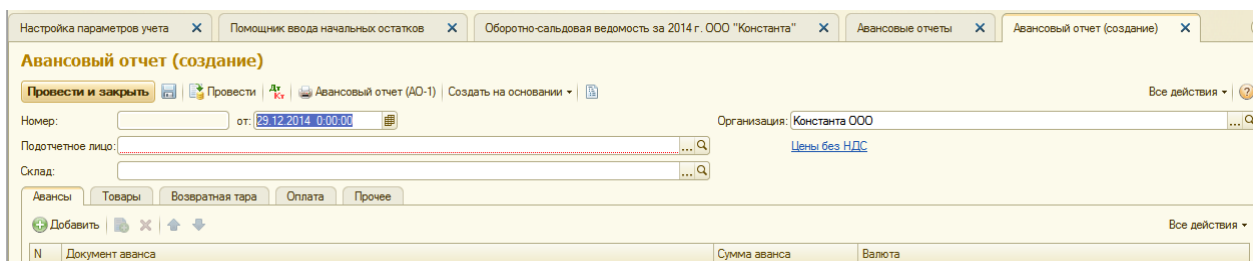 Настройка параметров учета Помощник ввода начальных остатков Оборотно-сальдовая ведомость за 2014 г. ООО "Константа" Авансовые отчеты Авансовый отчет (создание)
Авансовый отчет (создание)
Провести и закрыть Провести Дт Кт Авансовый отчет (АО-1) Создать на основании Все действия ?
Номер: от: 29.12.2014 0:00:00 Организация: Константа ООО ...
Подотчетное лицо: ... Цены без НДС
Склад: ...
Авансы Товары Возвратная тара Оплата Прочее
Добавить Все действия
N Документ аванса Сумма аванса Валюта